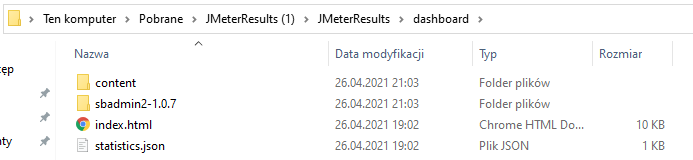 Ten komputer > Pobrane > JMeterResults (1) > JMeterResults > dashboard >
Nazwa Data modyfikacji Typ Rozmiar
content 26.04.2021 21:03 Folder plików
sbadmin2-1.0.7 26.04.2021 21:03 Folder plików
index.html 26.04.2021 19:02 Chrome HTML Do... 10 KB
statistics.json 26.04.2021 19:02 Plik JSON 1 KB